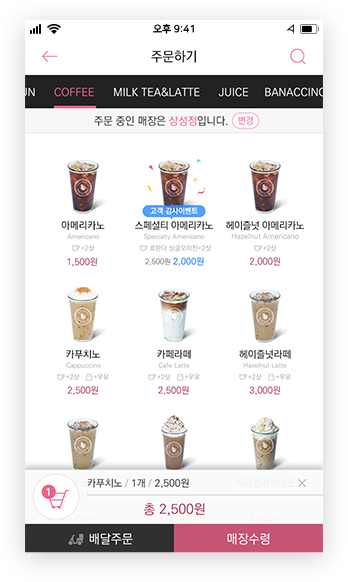 오후 9:41
주문하기
UN COFFEE MILK TEA&LATTE JUICE BANACCINO
주문 중인 매장은 삼성점입니다. 변경
고객 감사이벤트
아메리카노 스페셜티 아메리카노 헤이즐넛 아메리카노
Americano Specialty Americano Hazelnut Americano
+2샷 르완다 싱글오리진+2샷 +2샷
1,500원 2,500원 2,000원 2,000원
카푸치노 카페라떼 헤이즐넛라떼
Cappuccino Cafe Latte Hazelnut Latte
+2샷 +우유 +2샷 +우유 +2샷 +우유
2,500원 2,500원 3,000원
카푸치노 / 1개 / 2,500원
1
총 2,500원
배달주문 매장수령